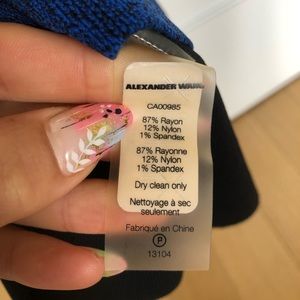 ALEXANDER WANG
CA00985
87% Rayon
12% Nylon
1% Spandex
87% Rayonne
12% Nylon
1% Spandex
Dry clean only
Nettoyage à sec
seulement
Fabriqué en Chine
P
13104